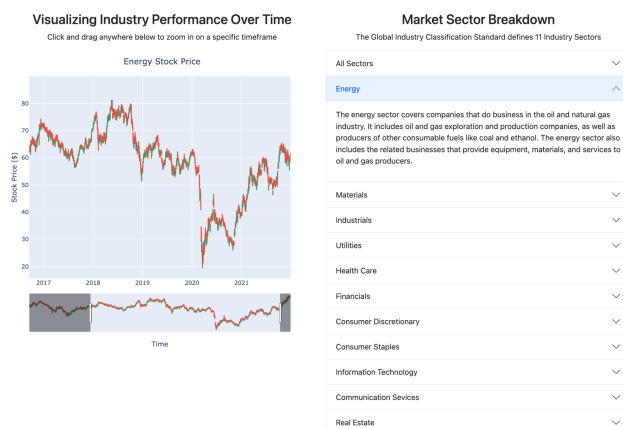 Visualizing Industry Performance Over Time
Click and drag anywhere below to zoom in on a specific timeframe
Energy Stock Price
Stock Price ($)
80
70
60
50
40
30
20
2017
2018
2019
2020
2021
Time
Market Sector Breakdown
The Global Industry Classification Standard defines 11 Industry Sectors
All Sectors
Energy
The energy sector covers companies that do business in the oil and natural gas
industry. It includes oil and gas exploration and production companies, as well as
producers of other consumable fuels like coal and ethanol. The energy sector also
includes the related businesses that provide equipment, materials, and services to
oil and gas producers.
Materials
Industrials
Utilities
Health Care
Financials
Consumer Discretionary
Consumer Staples
Information Technology
Communication Sevices
Real Estate